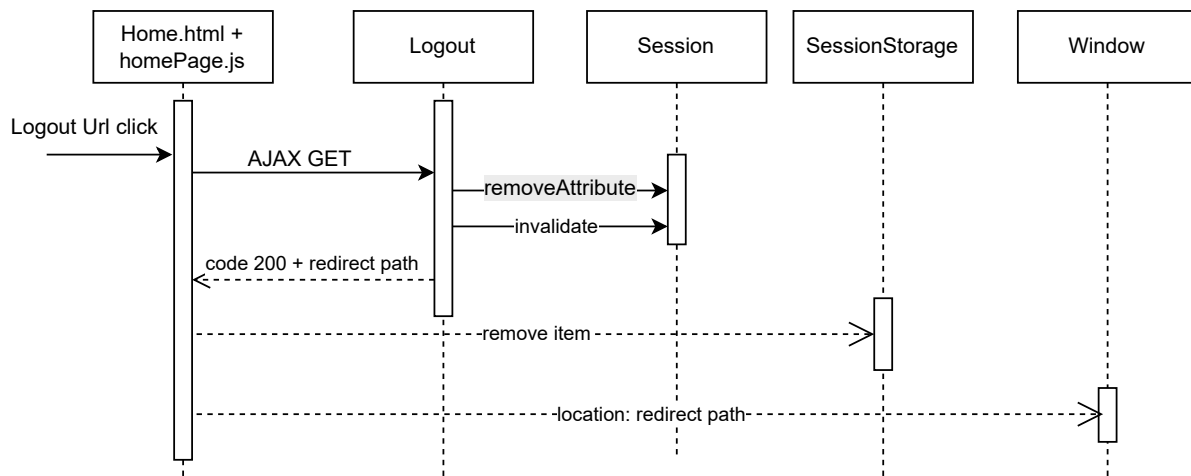 Home.html +
homePage.js
Logout
Session
SessionStorage
Window
Logout Url click
AJAX GET
removeAttribute
invalidate
code 200 + redirect path
remove item
location: redirect path